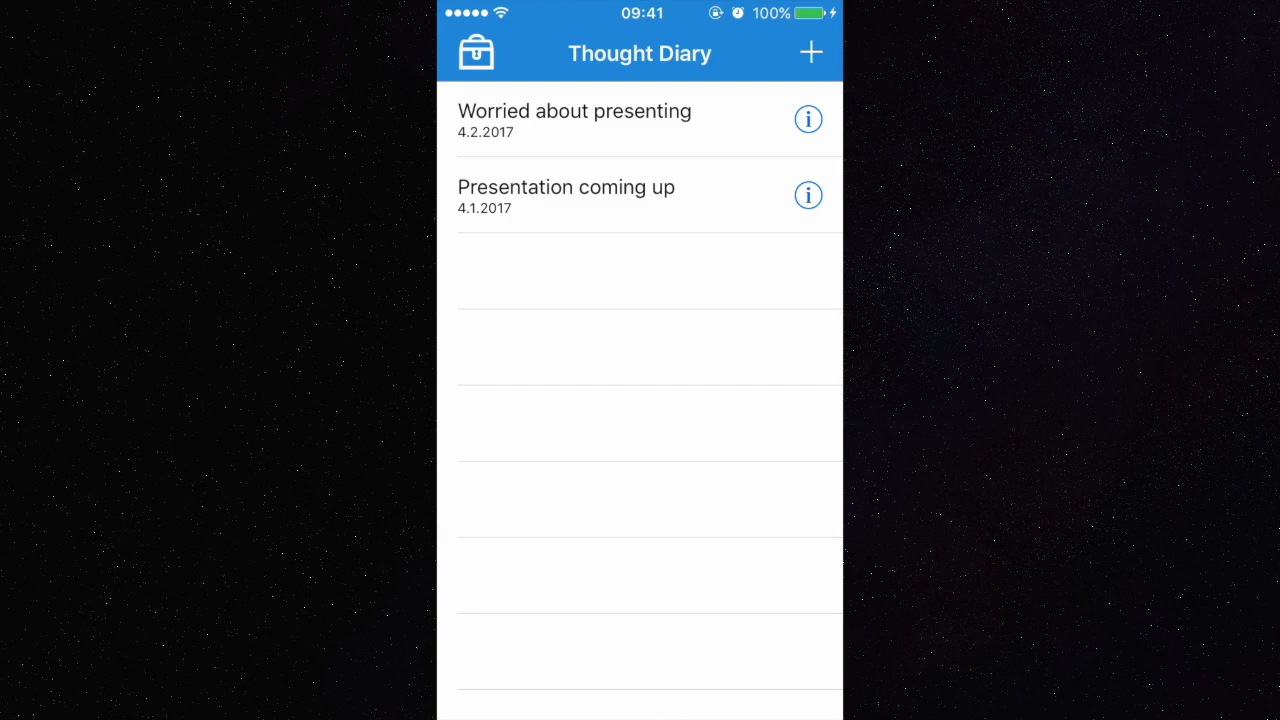 09:41
100%
Thought Diary
Worried about presenting
4.2.2017
Presentation coming up
4.1.2017